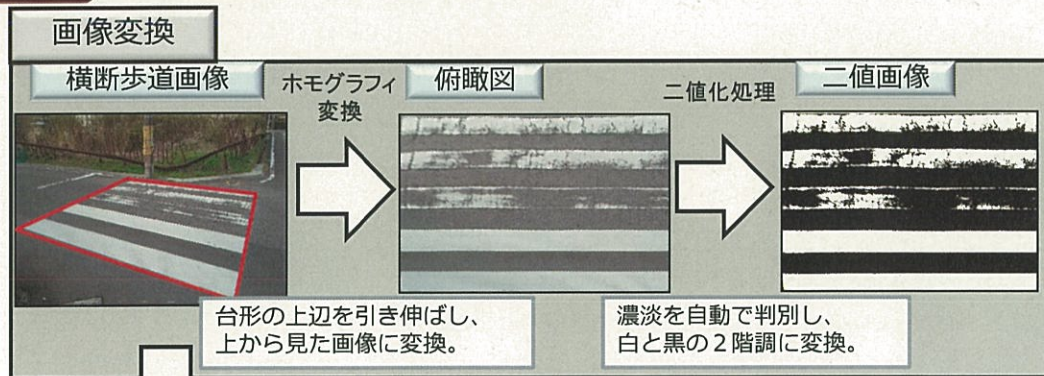 画像変換
横断歩道画像
ホモグラフィ
変換
俯瞰図
二値化処理
二値画像
台形の上辺を引き伸ばし、
上から見た画像に変換。
濃淡を自動で判別し、
白と黒の2階調に変換。